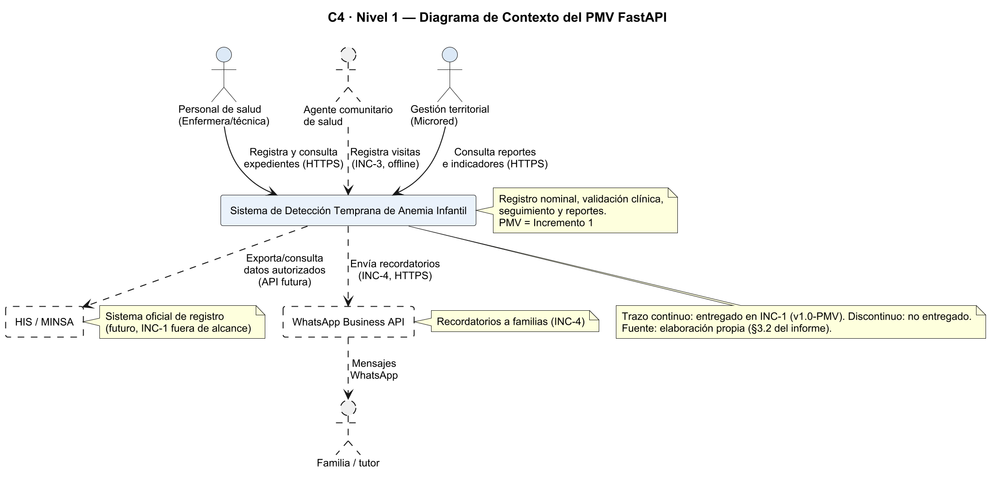 C4 · Nivel 1 — Diagrama de Contexto del PMV FastAPI
Personal de salud
(Enfermera/técnica)
Agente comunitario
de salud
Gestión territorial
(Microred)
Registra y consulta
expedientes (HTTPS)
Registra visitas
(INC-3, offline)
Consulta reportes
e indicadores (HTTPS)
Sistema de Detección Temprana de Anemia Infantil
Registro nominal, validación clínica,
seguimiento y reportes.
PMV = Incremento 1
Exporta/consulta
datos autorizados
(API futura)
Envía recordatorios
(INC-4, HTTPS)
HIS / MINSA
Sistema oficial de registro
(futuro, INC-1 fuera de alcance)
WhatsApp Business API
Recordatorios a familias (INC-4)
Trazo continuo: entregado en INC-1 (v1.0-PMV). Discontinuo: no entregado.
Fuente: elaboración propia (§3.2 del informe).
Mensajes
WhatsApp
Familia / tutor